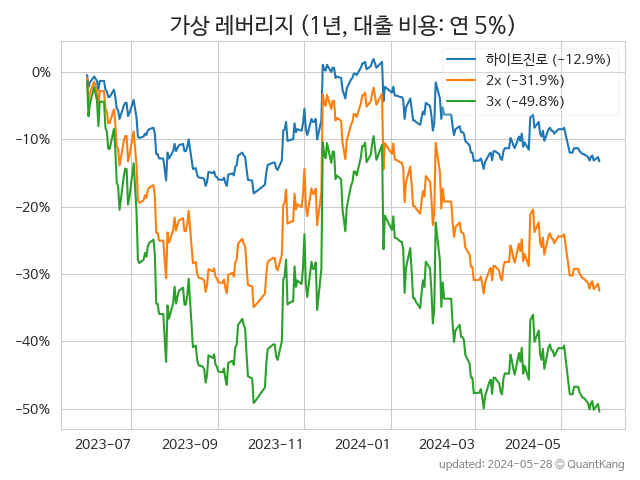 가상 레버리지 (1년, 대출 비용: 연 5%)
하이트진로 (−12.9%)
2x (−31.9%)
3x (−49.8%)
0%
−10%
−20%
−30%
−40%
−50%
2023-07 2023-09 2023-11 2024-01 2024-03 2024-05
updated: 2024-05-28 © QuantKang